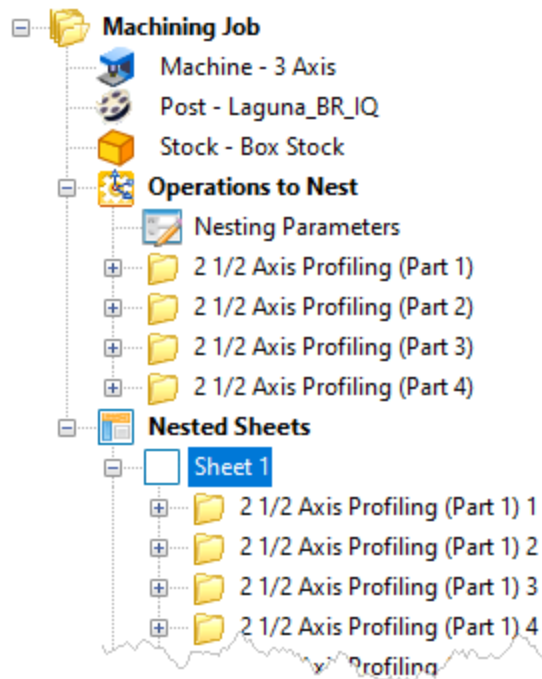 Machining Job
Machine - 3 Axis
Post - Laguna_BR_IQ
Stock - Box Stock
Operations to Nest
Nesting Parameters
2 1/2 Axis Profiling (Part 1)
2 1/2 Axis Profiling (Part 2)
2 1/2 Axis Profiling (Part 3)
2 1/2 Axis Profiling (Part 4)
Nested Sheets
Sheet 1
2 1/2 Axis Profiling (Part 1) 1
2 1/2 Axis Profiling (Part 1) 2
2 1/2 Axis Profiling (Part 1) 3
2 1/2 Axis Profiling (Part 1) 4
Profiling